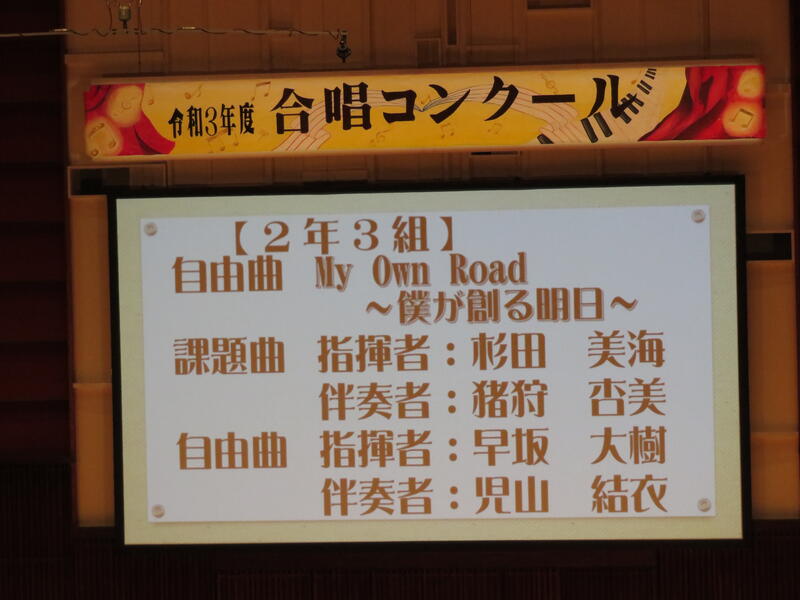 令和3年度 合唱コンクール
【２年３組】
自由曲 My Own Road
～僕が創る明日～
課題曲 指揮者：杉田 美海
伴奏者：猪狩 杏美
自由曲 指揮者：早坂 大樹
伴奏者：児山 結衣